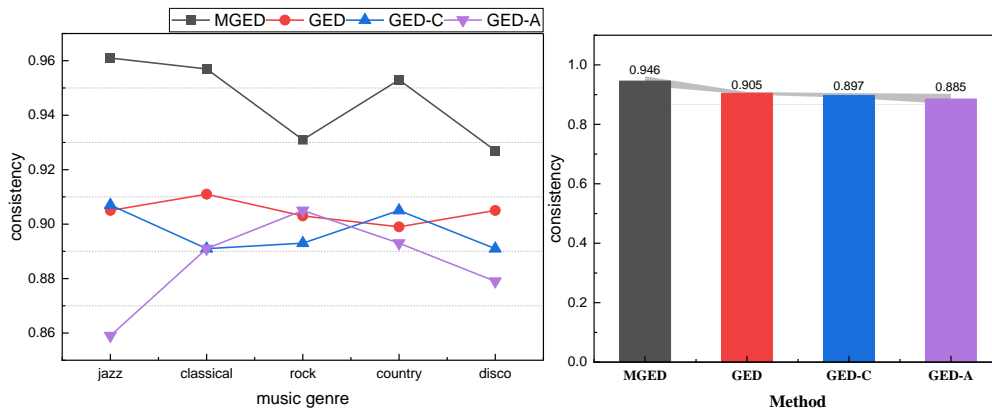 MGED GED GED-C GED-A
consistency
0.96
0.94
0.92
0.90
0.88
0.86
jazz classical rock country disco
music genre
consistency
1.0
0.8
0.6
0.4
0.2
0.0
0.946 0.905 0.897 0.885
MGED GED GED-C GED-A
Method